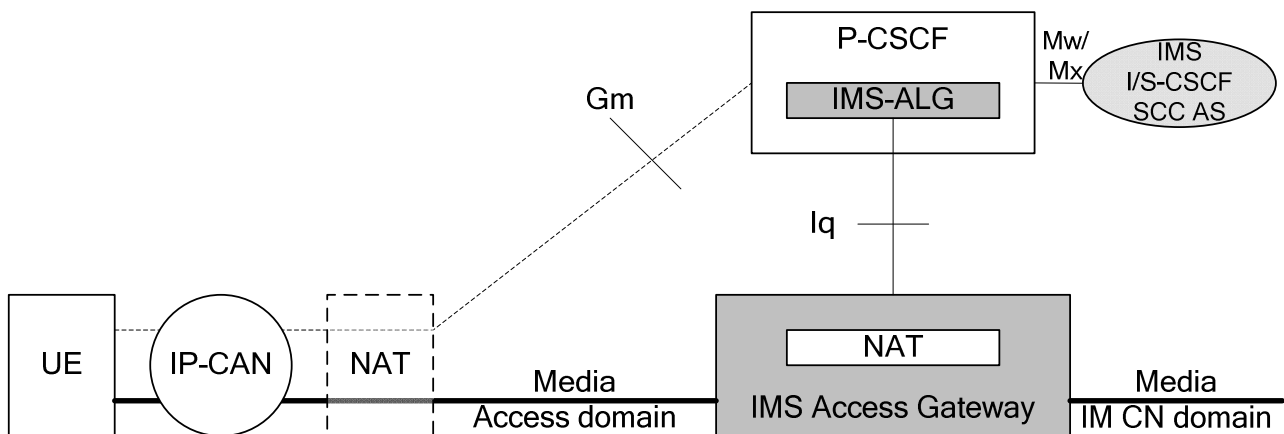 P-CSCF
IMS-ALG
Mw/
Mx
IMS
I/S-CSCF
SCC AS
Gm
Iq
UE
IP-CAN
NAT
Media
Access domain
NAT
IMS Access Gateway
Media
IM CN domain